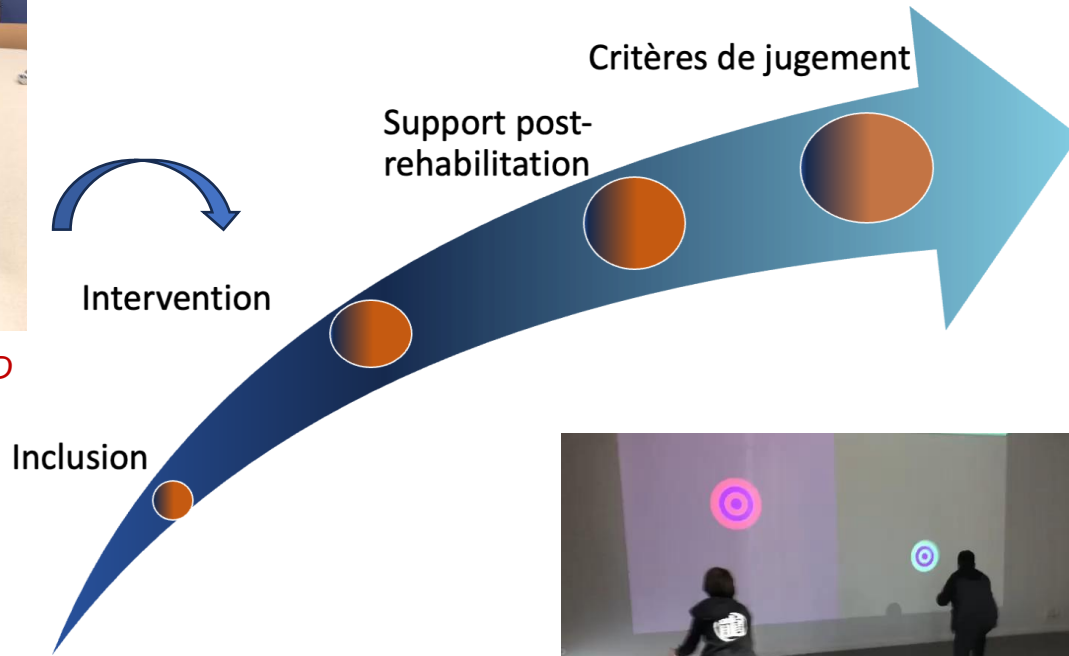 Critères de jugement
Support post-
rehabilitation
Intervention
D
Inclusion